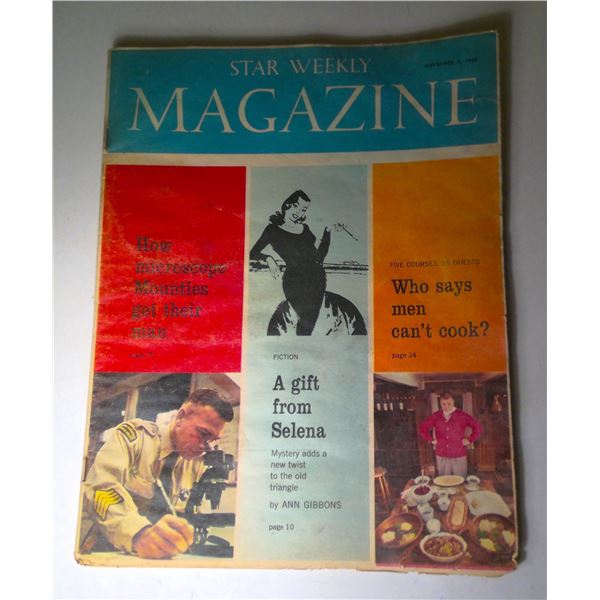 STAR WEEKLY
MAGAZINE
How
microscope
Mounties
get their
man
FIVE COURSES, 15 GUESTS
Who says
men
can't cook?
page 24
FICTION
A gift
from
Selena
Mystery adds a
new twist
to the old
triangle
by ANN GIBBONS
page 10